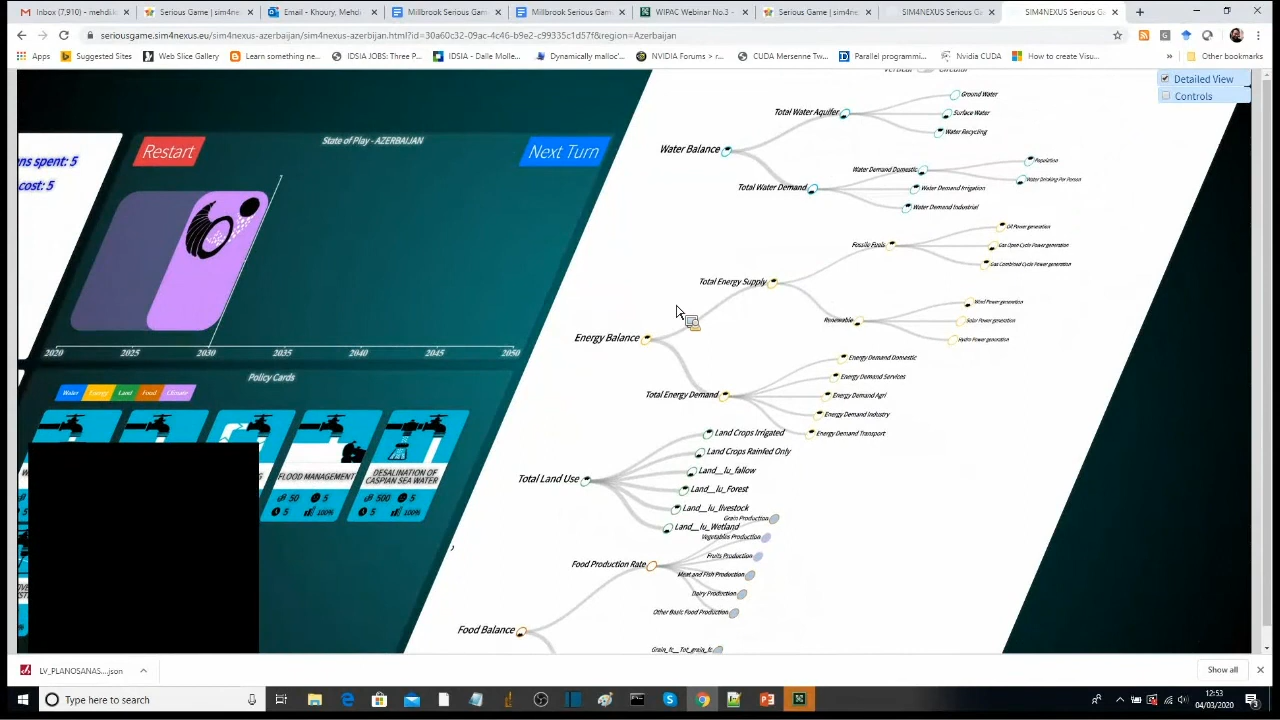 Inbox (7,910) - mehdi.k
Serious Game | sim4ne
Email - Khoury, Mehd
Millbrook Serious Gam
Millbrook Serious Gam
WIPAC Webinar No.3 -
Serious Game | sim4ne
SIM4NEXUS Serious G
SIM4NEXUS Serious G
seriousgame.sim4nexus.eu/sim4nexus-azerbaijan/sim4nexus-azerbijan.html?id=30a60c32-09ac-4c46-b9e2-c99335c1d57f&region=Azerbaijan
Apps
Suggested Sites
Web Slice Gallery
Learn something ne...
IDSIA JOBS: Three P...
IDSIA - Dalle Molle...
Dynamically malloc'...
NVIDIA Forums > r...
CUDA Mersenne Tw...
Parallel programmi...
Nvidia CUDA
How to create Visu...
»
Other bookmarks
Detailed View
Controls
ns spent: 5
cost: 5
Restart
State of Play - AZERBAIJAN
Next Turn
2020 2025 2030 2035 2040 2045 2050
Policy Cards
Water Energy Land Food Climate
FLOOD MANAGEMENT
50 5
5 100%
DESALINATION OF
CASPIAN SEA WATER
500 5
5 100%
Ground Water
Total Water Aquifer
Surface Water
Water Recycling
Water Balance
Population
Water Demand Domestic
Water Drinking Per Person
Total Water Demand
Water Demand Irrigation
Water Demand Industrial
Oil Power generation
Fossile Fuels
Gas Open Cycle Power generation
Gas Combined Cycle Power generation
Total Energy Supply
Wind Power generation
Renewable
Solar Power generation
Hydro Power generation
Energy Balance
Energy Demand Domestic
Energy Demand Services
Total Energy Demand
Energy Demand Agri
Energy Demand Industry
Energy Demand Transport
Land Crops Irrigated
Land Crops Rainfed Only
Land__lu_fallow
Total Land Use
Land__lu_Forest
Land__lu_livestock
Land__lu_Wetland
Grain Production
Vegetables Production
Fruits Production
Food Production Rate
Meat and Fish Production
Dairy Production
Other Basic Food Production
Food Balance
Grain_fc__Tot_grain_fc
LV_PLANOSANAS....json
Show all
Type here to search
12:53
04/03/2020